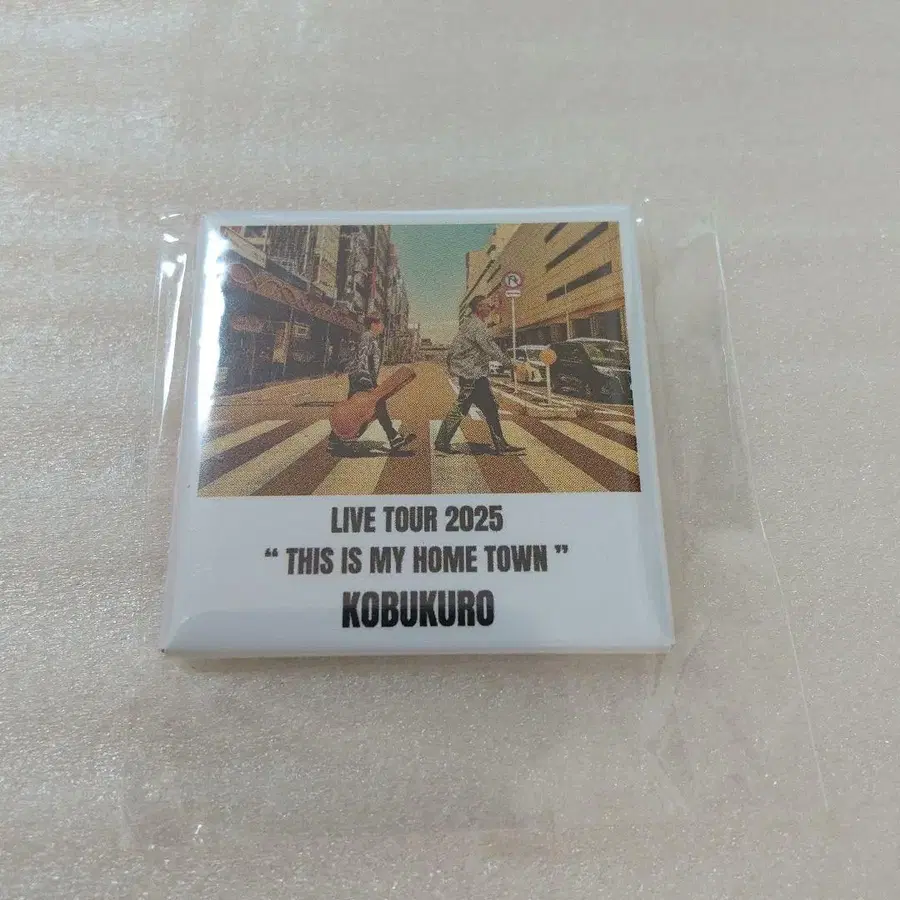 LIVE TOUR 2025
“ THIS IS MY HOME TOWN ”
KOBUKURO